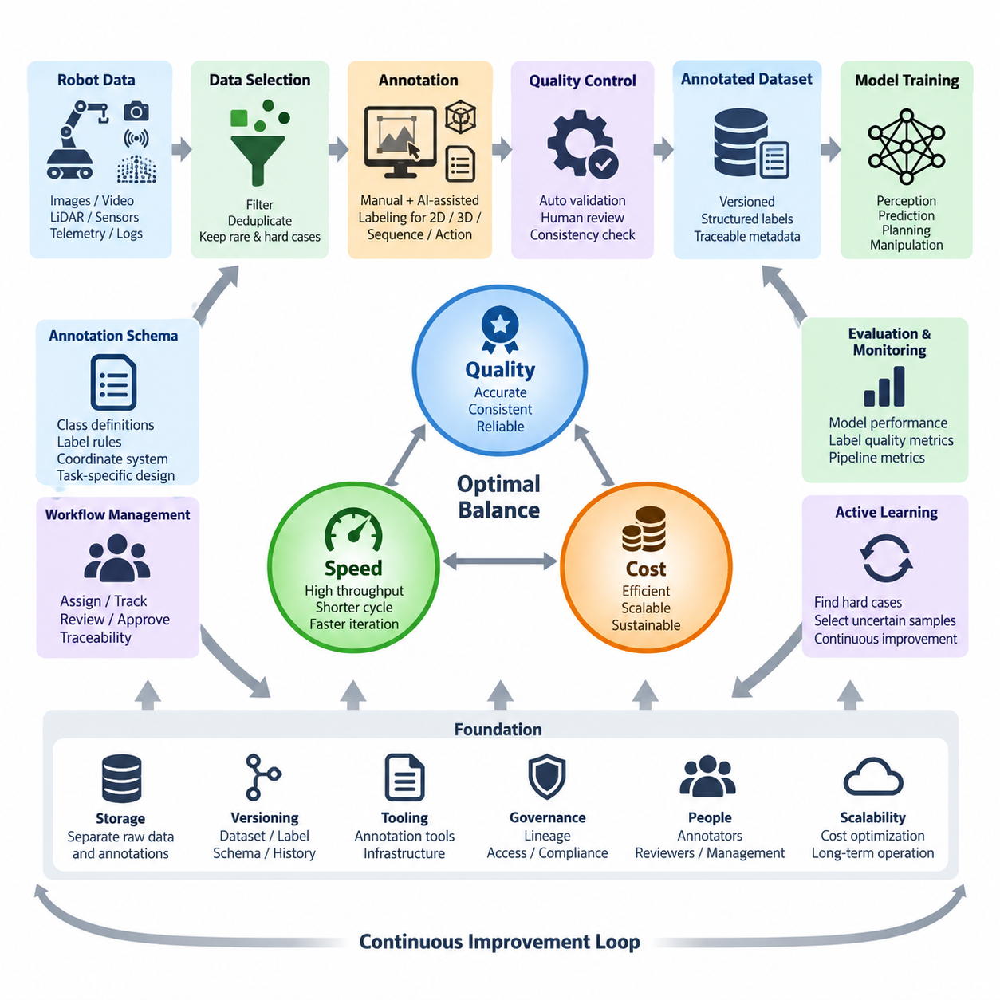 Robot Data
Images / Video
LiDAR / Sensors
Telemetry / Logs
Data Selection
Filter
Deduplicate
Keep rare & hard cases
Annotation
Manual + AI-assisted
Labeling for 2D / 3D /
Sequence / Action
Quality Control
Auto validation
Human review
Consistency check
Annotated Dataset
Versioned
Structured labels
Traceable metadata
Model Training
Perception
Prediction
Planning
Manipulation
Annotation Schema
Class definitions
Label rules
Coordinate system
Task-specific design
Workflow Management
Assign / Track
Review / Approve
Traceability
Quality
Accurate
Consistent
Reliable
Optimal
Balance
Speed
High throughput
Shorter cycle
Faster iteration
Cost
Efficient
Scalable
Sustainable
Evaluation &
Monitoring
Model performance
Label quality metrics
Pipeline metrics
Active Learning
Find hard cases
Select uncertain samples
Continuous improvement
Foundation
Storage
Separate raw data
and annotations
Versioning
Dataset / Label
Schema / History
Tooling
Annotation tools
Infrastructure
Governance
Lineage
Access / Compliance
People
Annotators
Reviewers / Management
Scalability
Cost optimization
Long-term operation
Continuous Improvement Loop